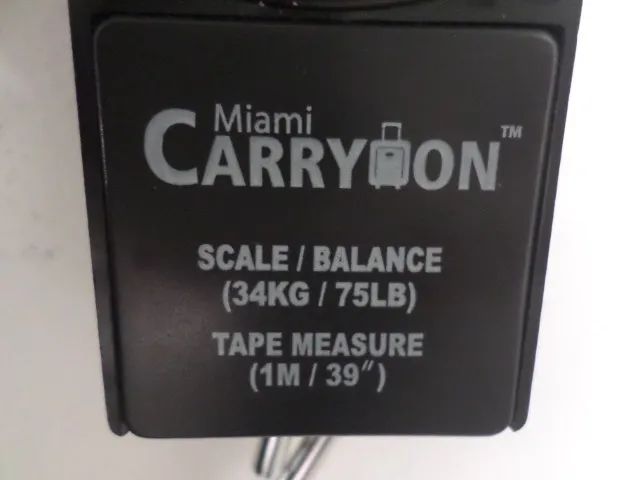 Miami
CARRYON™
SCALE / BALANCE
(34KG / 75LB)
TAPE MEASURE
(1M / 39″)